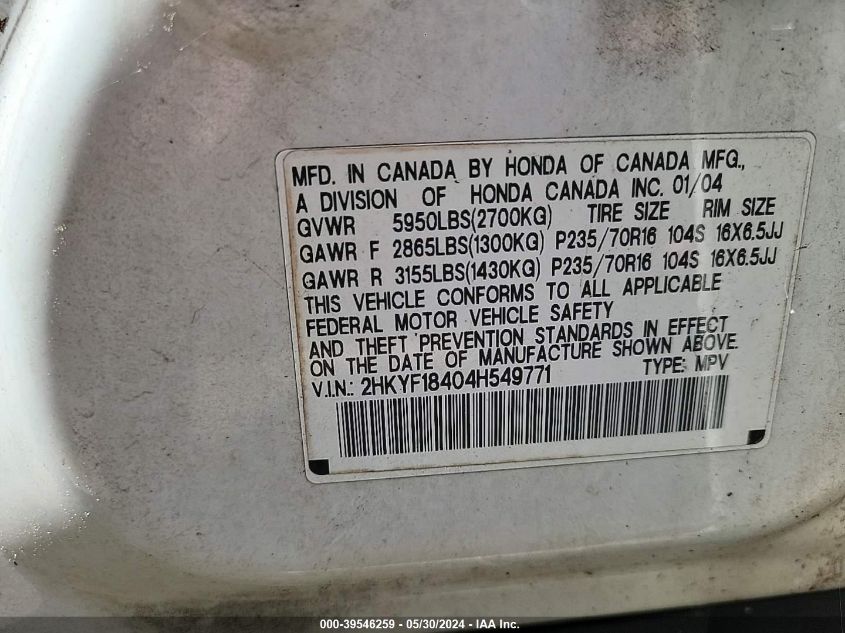 MFD. IN CANADA BY HONDA OF CANADA MFG.,
A DIVISION OF HONDA CANADA INC. 01/04
GVWR 5950LBS(2700KG) TIRE SIZE RIM SIZE
GAWR F 2865LBS(1300KG) P235/70R16 104S 16X6.5JJ
GAWR R 3155LBS(1430KG) P235/70R16 104S 16X6.5JJ
THIS VEHICLE CONFORMS TO ALL APPLICABLE
FEDERAL MOTOR VEHICLE SAFETY
AND THEFT PREVENTION STANDARDS IN EFFECT
ON THE DATE OF MANUFACTURE SHOWN ABOVE.
V.I.N.: 2HKYF18404H549771 TYPE: MPV
000-39546259 - 05/30/2024 - IAA Inc.